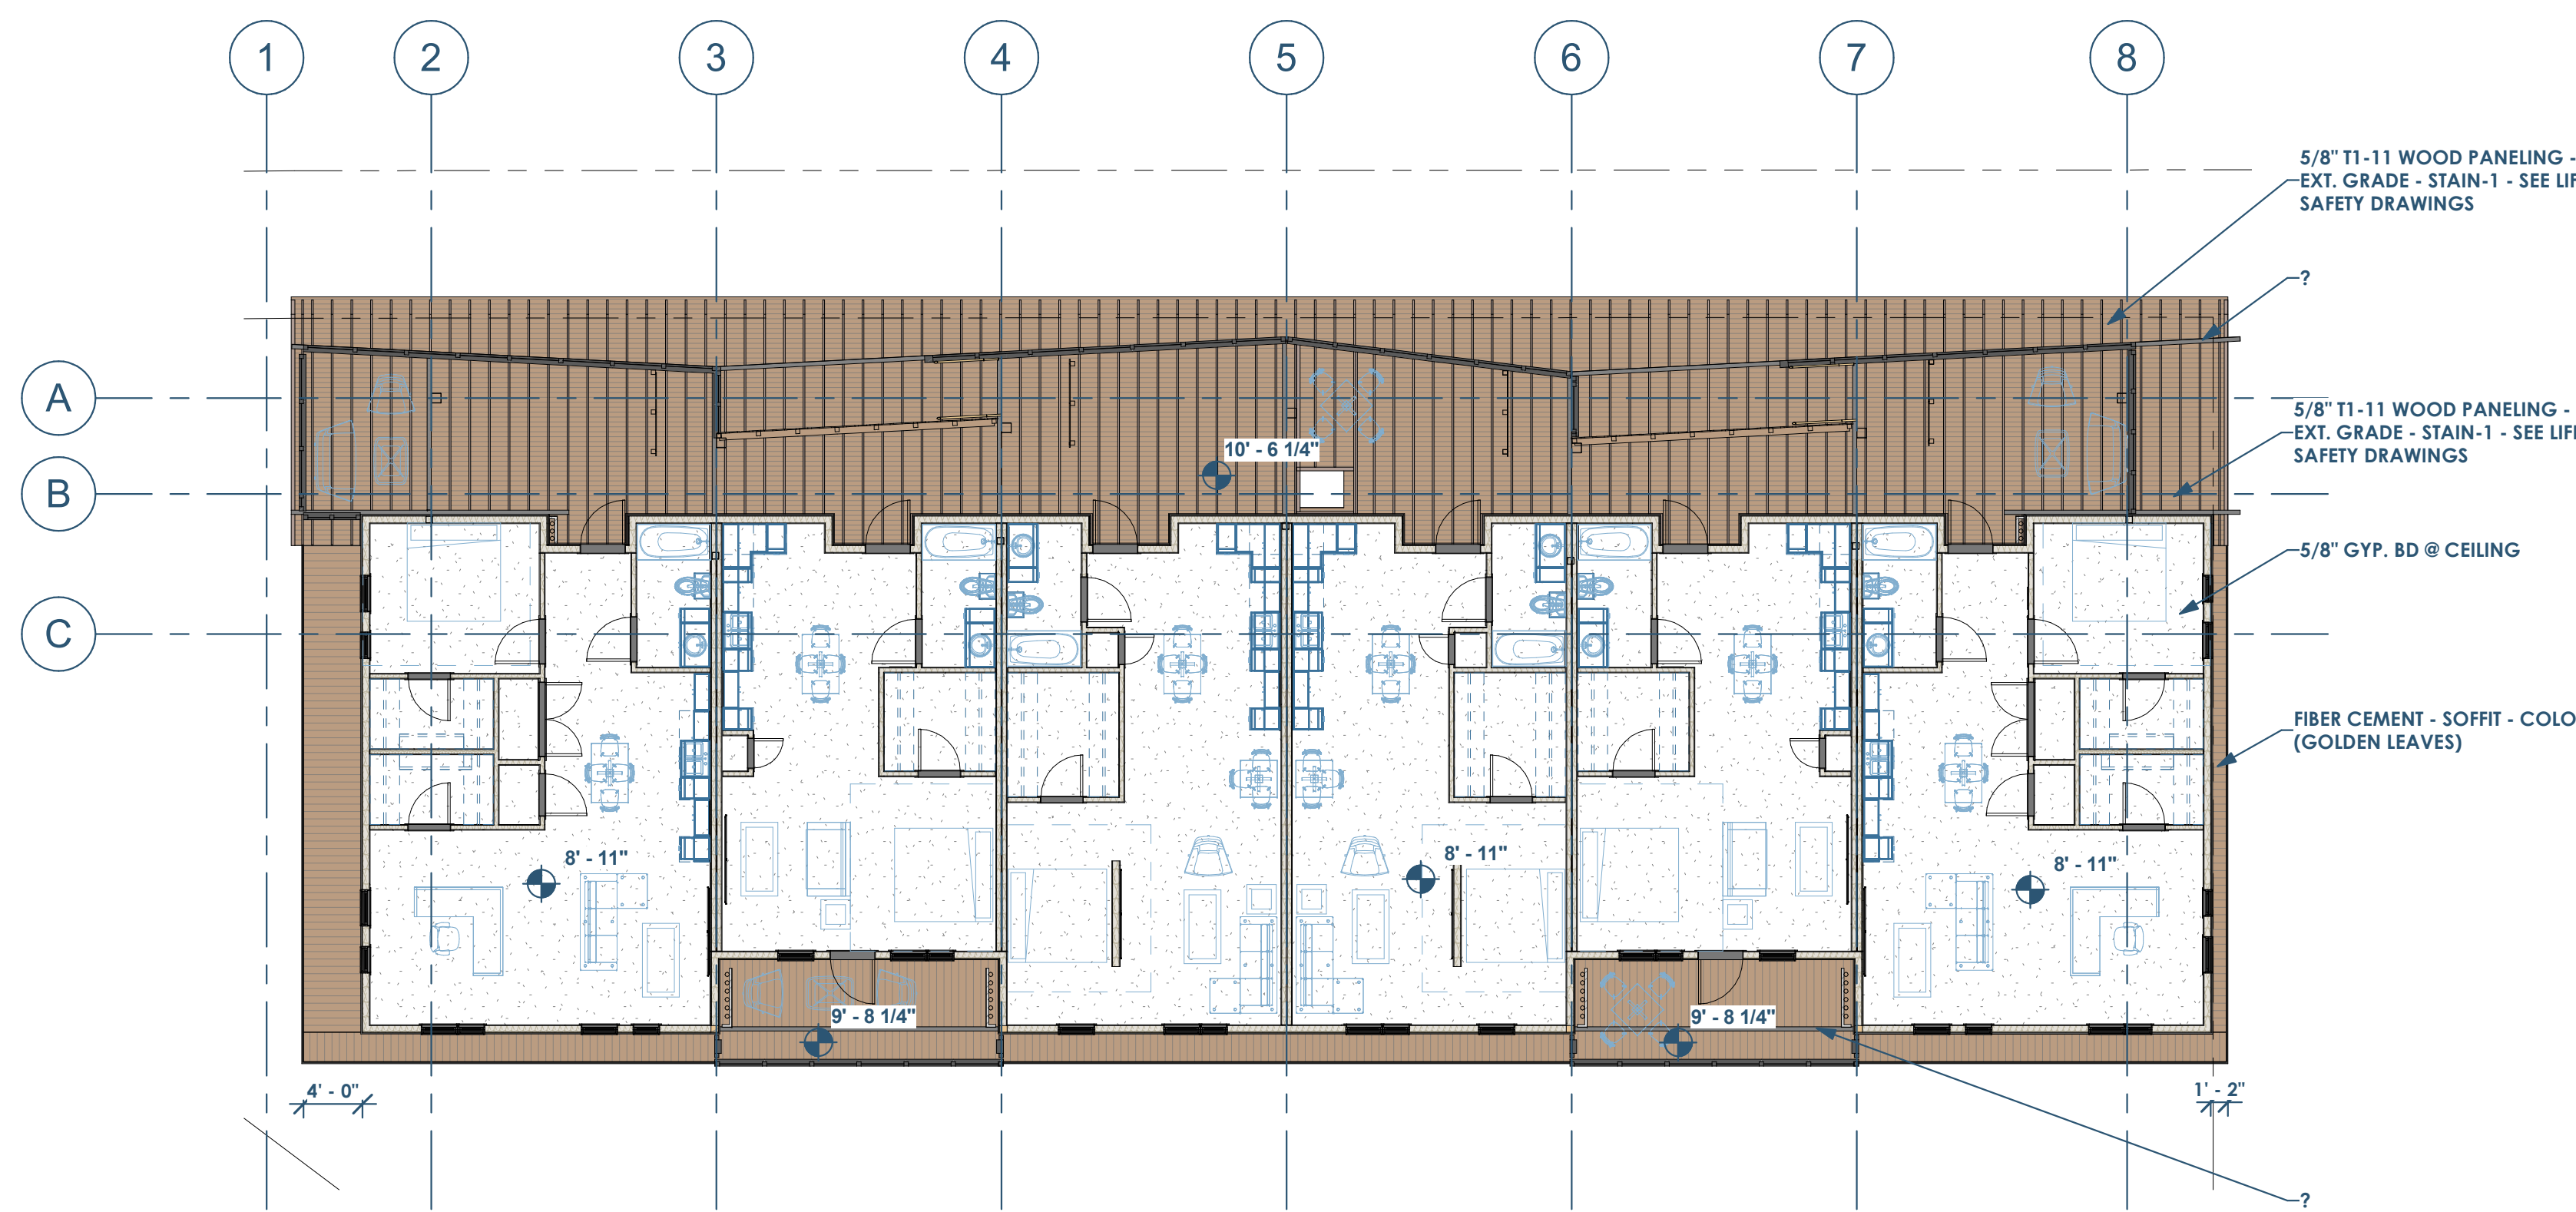 1 2 3 4 5 6 7 8
5/8" T1-11 WOOD PANELING -
EXT. GRADE - STAIN-1 - SEE
SAFETY DRAWINGS
?
A
5/8" T1-11 WOOD PANELING -
EXT. GRADE - STAIN-1 - SEE
SAFETY DRAWINGS
10' - 6 1/4"
B
5/8" GYP. BD @ CEILING
C
FIBER CEMENT - SOFFIT -
(GOLDEN LEAVES)
8' - 11"
8' - 11"
8' - 11"
9' - 8 1/4"
9' - 8 1/4"
4' - 0"
1' - 2"
?